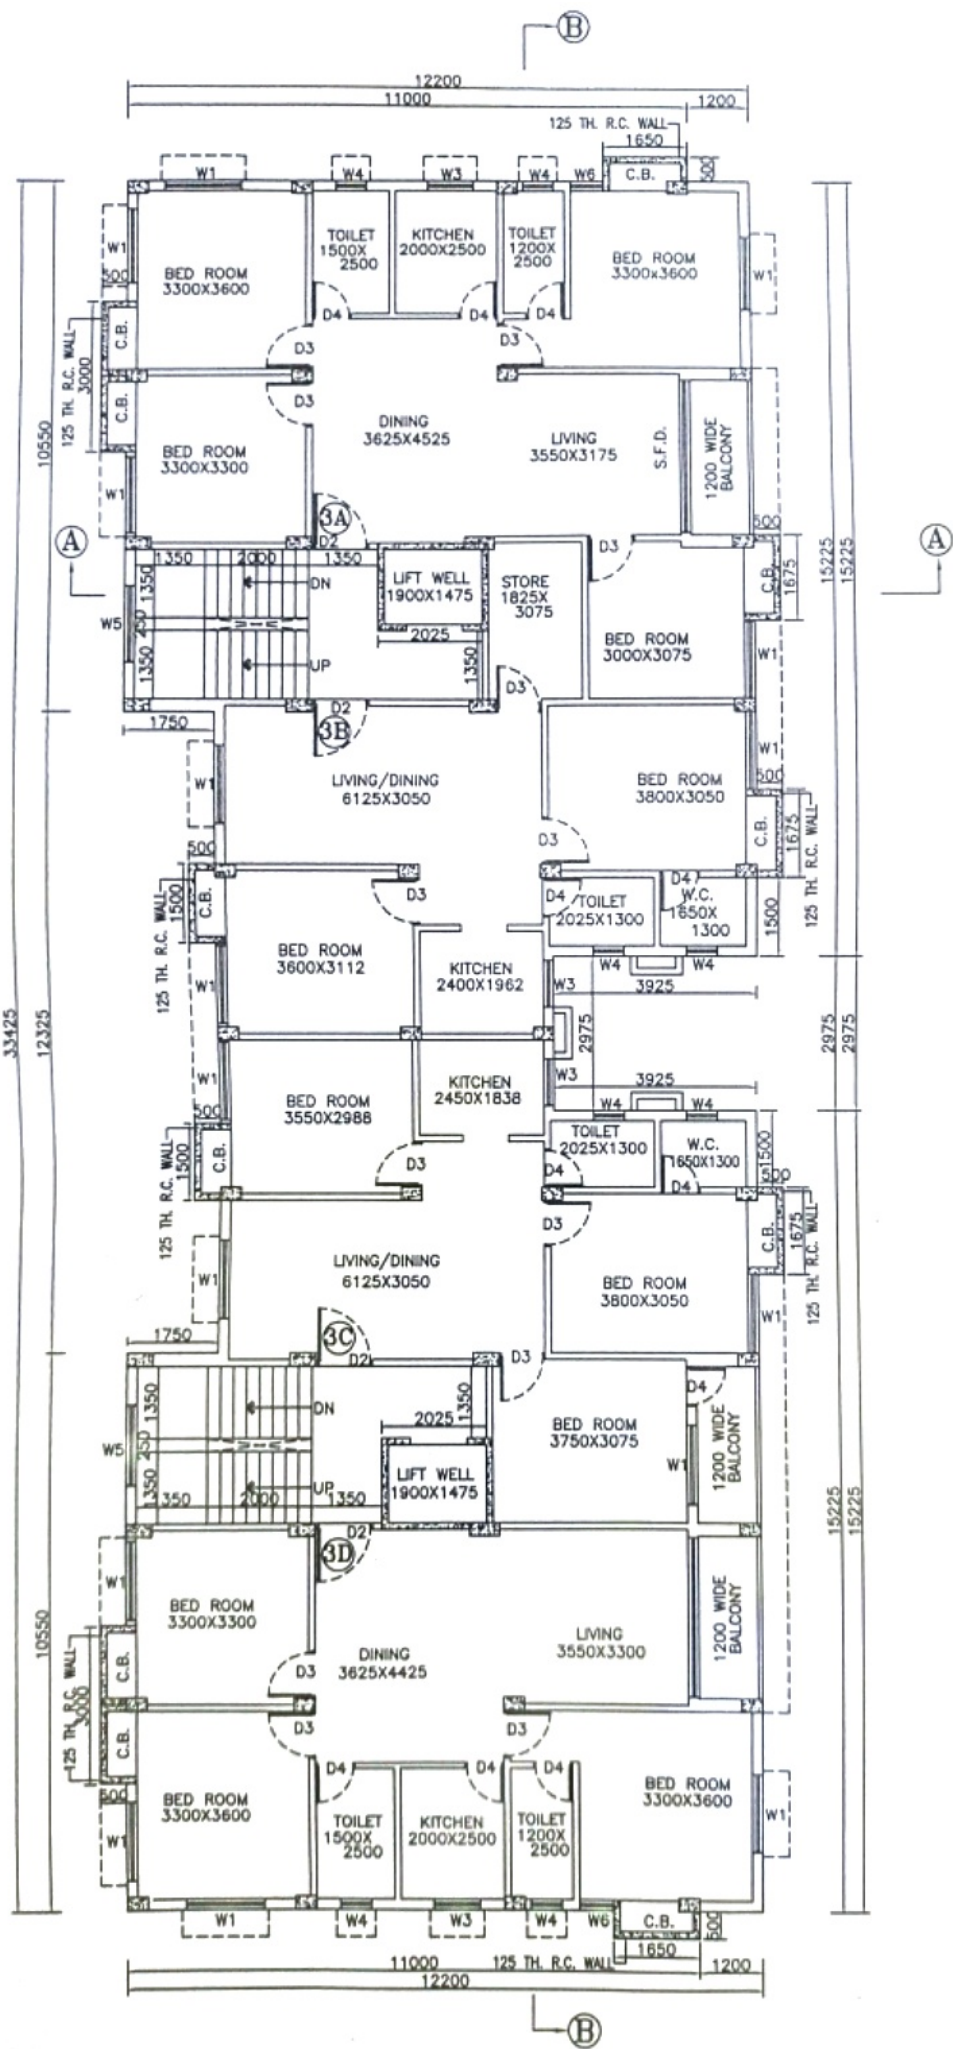 B
12200
11000
1200
125 TH. R.C. WALL
1650
500
C.B.
W1
W4
W3
W4
W6
W1
500
BED ROOM
3300X3600
TOILET
1500X
2500
KITCHEN
2000X2500
TOILET
1200X
2500
BED ROOM
3300x3600
W1
D4
D4
D4
D3
D3
C.B.
125 TH. R.C. WALL
3000
C.B.
D3
BED ROOM
3300X3300
DINING
3625X4525
LIVING
3550X3175
S.F.D.
1200 WIDE
BALCONY
10550
W1
500
A
3A
D2
D3
A
15225
15225
1350
2000
1350
1350
DN
LIFT WELL
1900X1475
STORE
1825X
3075
C.B.
1675
W5
250
2025
BED ROOM
3000X3075
W1
1350
UP
1350
D3
D2
1750
3B
W1
LIVING/DINING
6125X3050
BED ROOM
3800X3050
W1
500
500
D3
C.B.
1675
125 TH. R.C. WALL
C.B.
1500
125 TH. R.C. WALL
D3
D4
TOILET
2025X1300
D4
W.C.
1650X
1300
1500
BED ROOM
3600X3112
KITCHEN
2400X1962
W1
W4
W4
W3
3925
33425
12325
2975
2975
2975
W3
3925
W1
BED ROOM
3550X2988
KITCHEN
2450X1838
W4
W4
500
TOILET
2025X1300
W.C.
1650X1300
1500
C.B.
1500
125 TH. R.C. WALL
D3
D4
D4
500
D3
C.B.
1675
125 TH. R.C. WALL
LIVING/DINING
6125X3050
W1
BED ROOM
3800X3050
W1
1750
3C
D2
D3
1350
DN
1350
2025
D4
BED ROOM
3750X3075
1200 WIDE
BALCONY
W5
250
LIFT WELL
1900X1475
W1
1350
UP
1350
2000
1350
D2
3D
15225
15225
W1
BED ROOM
3300X3300
LIVING
3550X3300
1200 WIDE
BALCONY
DINING
3625X4425
10550
C.B.
125 TH. R.C. WALL
3000
D3
D3
D3
C.B.
D4
D4
D4
BED ROOM
3300X3600
BED ROOM
3300X3600
500
TOILET
1500X
2500
KITCHEN
2000X2500
TOILET
1200X
2500
W1
W1
W1
W4
W3
W4
W6
C.B.
500
1650
11000
125 TH. R.C. WALL
1200
12200
B